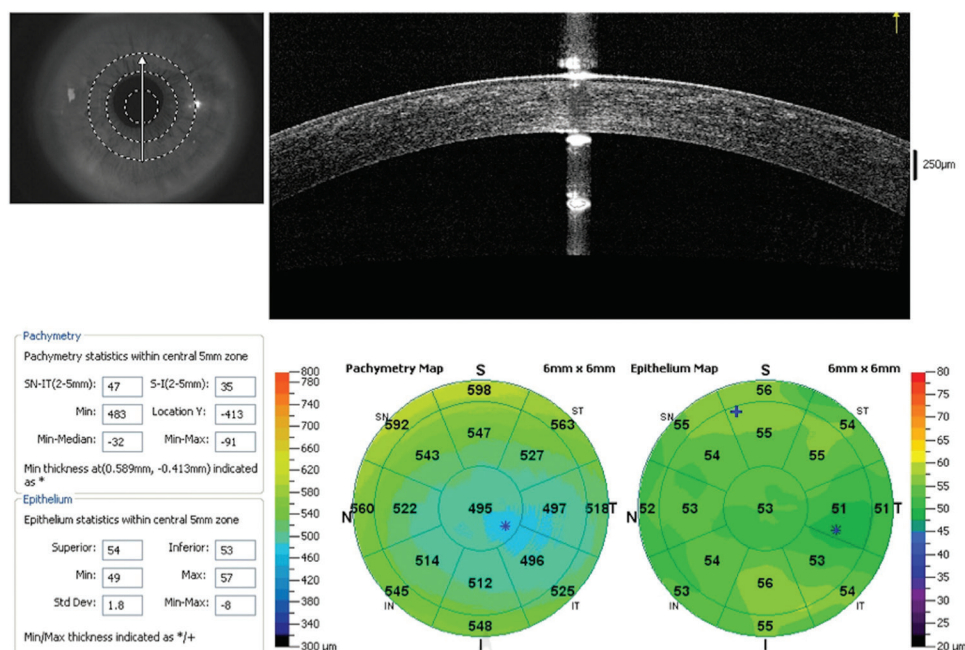 250µm
Pachymetry
Pachymetry statistics within central 5mm zone
SN-IT(2-5mm): 47 S-I(2-5mm): 35
Min: 483 Location Y: -413
Min-Median: -32 Min-Max: -91
Min thickness at(0.589mm, -0.413mm) indicated
as *
Epithelium
Epithelium statistics within central 5mm zone
Superior: 54 Inferior: 53
Min: 49 Max: 57
Std Dev: 1.8 Min-Max: -8
Min/Max thickness indicated as */+
800
780
740
700
660
620
580
540
500
460
420
380
340
300 µm
Pachymetry Map S 6mm x 6mm
598
SN 592 563 ST
547
543 527
N 560 522 495 497 518 T
*
514 496
512
545 525
IN IT
548
I
Epithelium Map S 6mm x 6mm
56
+
SN 55 54 ST
55
54 55
N 52 53 53 51 51 T
*
54 53
56
53 54
IN IT
55
I
80
75
70
65
60
55
50
45
40
35
30
25
20 µm